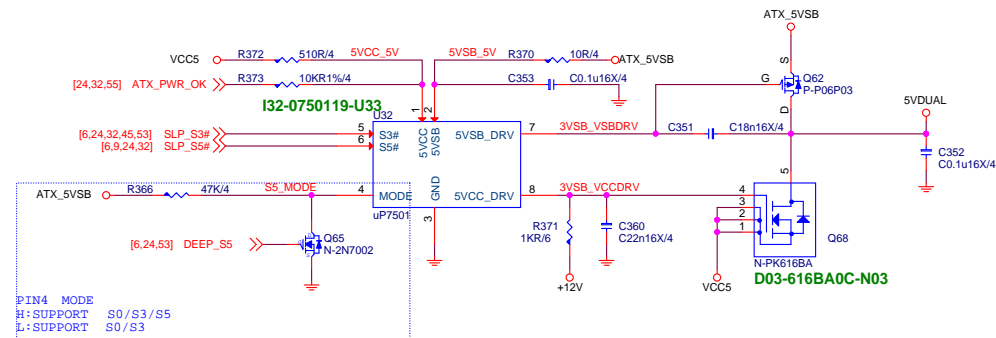 ATX_5VSB
VCC5
R372
510R/4
5VCC_5V
5VSB_5V
R370
10R/4
ATX_5VSB
[24,32,55] ATX_PWR_OK
R373
10KR1%/4
C353
C0.1u16X/4
S
G
D
Q62
P-P06P03
I32-0750119-U33
U32
1
2
5VDUAL
[6,24,32,45,53] SLP_S3#
[6,9,24,32] SLP_S5#
5
6
S3#
S5#
5VCC
5VSB
5VSB_DRV
7
3VSB_VSBDRV
C351
C18n16X/4
C352
C0.1u16X/4
ATX_5VSB
R366
47K/4
S5_MODE
4
MODE
GND
5VCC_DRV
8
3VSB_VCCDRV
uP7501
3
5
4
3
2
1
Q68
R371
1KR/6
C360
C22n16X/4
+12V
[6,24,53] DEEP_S5
Q65
N-2N7002
N-PK616BA
D03-616BA0C-N03
VCC5
PIN4 MODE
H:SUPPORT S0/S3/S5
L:SUPPORT S0/S3